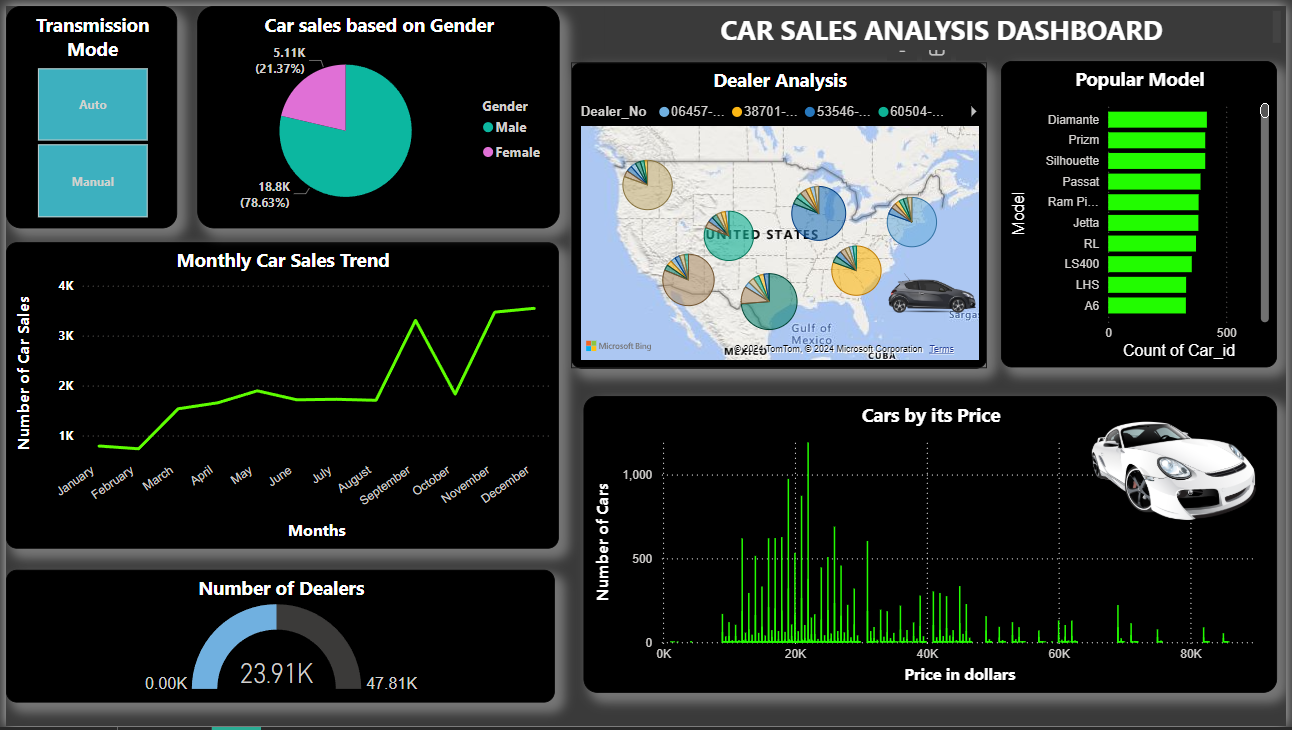 Transmission
Mode
Auto
Manual
Car sales based on Gender
5.11K
(21.37%)
18.8K
(78.63%)
Gender
Male
Female
CAR SALES ANALYSIS DASHBOARD
Dealer Analysis
Dealer_No 06457-... 38701-... 53546-... 60504-...
UNITED STATES
Gulf of
Mexico
MEXICO
CUBA
Sargas
Microsoft Bing
© 2024 TomTom, © 2024 Microsoft Corporation Terms
Popular Model
Model
Diamante
Prizm
Silhouette
Passat
Ram Pi...
Jetta
RL
LS400
LHS
A6
0 500
Count of Car_id
Monthly Car Sales Trend
Number of Car Sales
4K
3K
2K
1K
January February March April May June July August September October November December
Months
Number of Dealers
0.00K 23.91K 47.81K
Cars by its Price
Number of Cars
1,000
500
0
0K 20K 40K 60K 80K
Price in dollars